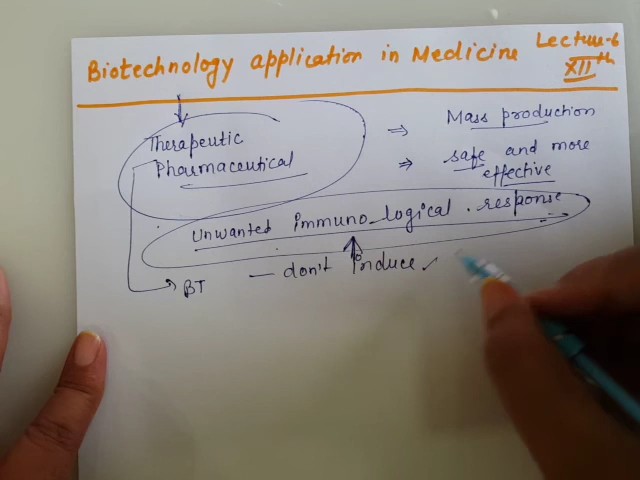 Biotechnology application in Medicine Lecture-6
XIIth
Therapeutic ⇒ Mass production
Pharmaceutical ⇒ safe and more
effective
Unwanted immuno-logical. response
BT — don't induce ✓